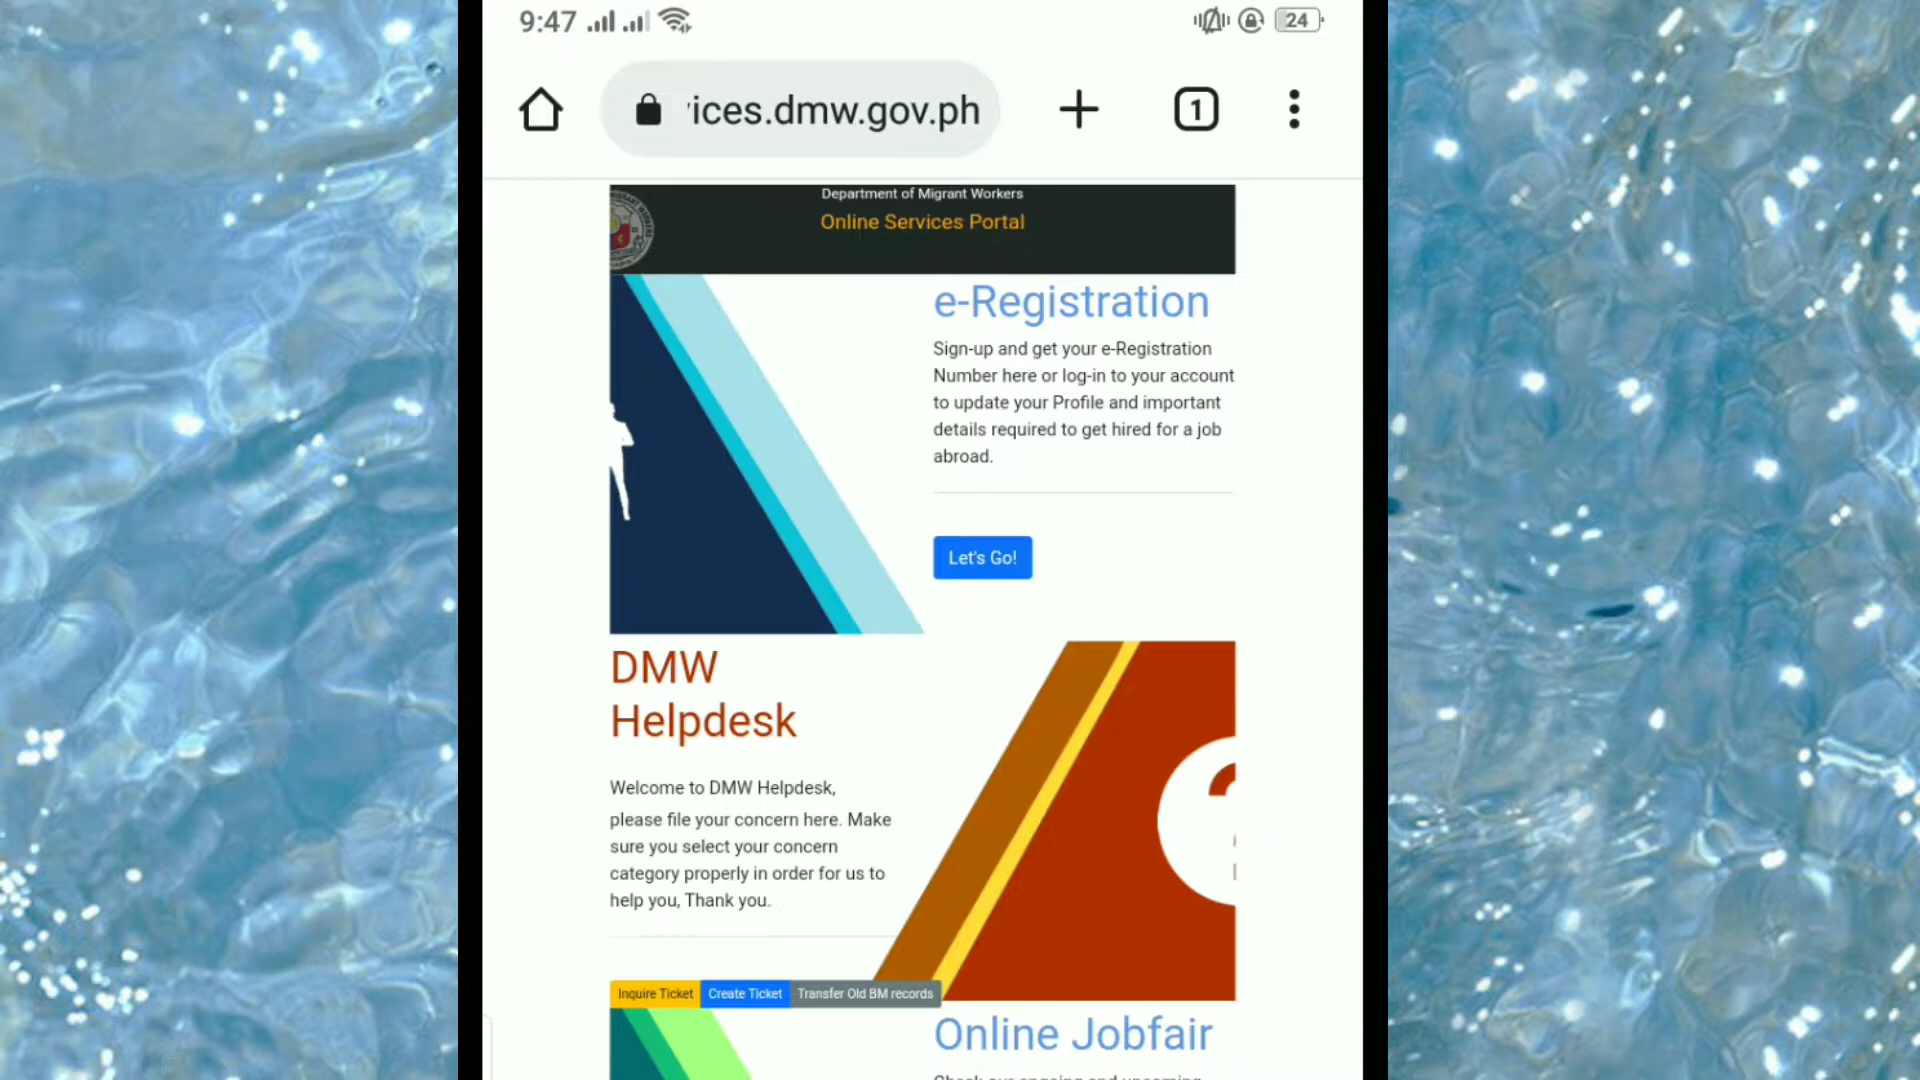 9:47
24
ices.dmw.gov.ph
1
Department of Migrant Workers
Online Services Portal
e-Registration
Sign-up and get your e-Registration
Number here or log-in to your account
to update your Profile and important
details required to get hired for a job
abroad.
Let's Go!
DMW
Helpdesk
Welcome to DMW Helpdesk,
please file your concern here. Make
sure you select your concern
category properly in order for us to
help you, Thank you.
Inquire Ticket
Create Ticket
Transfer Old BM records
Online Jobfair